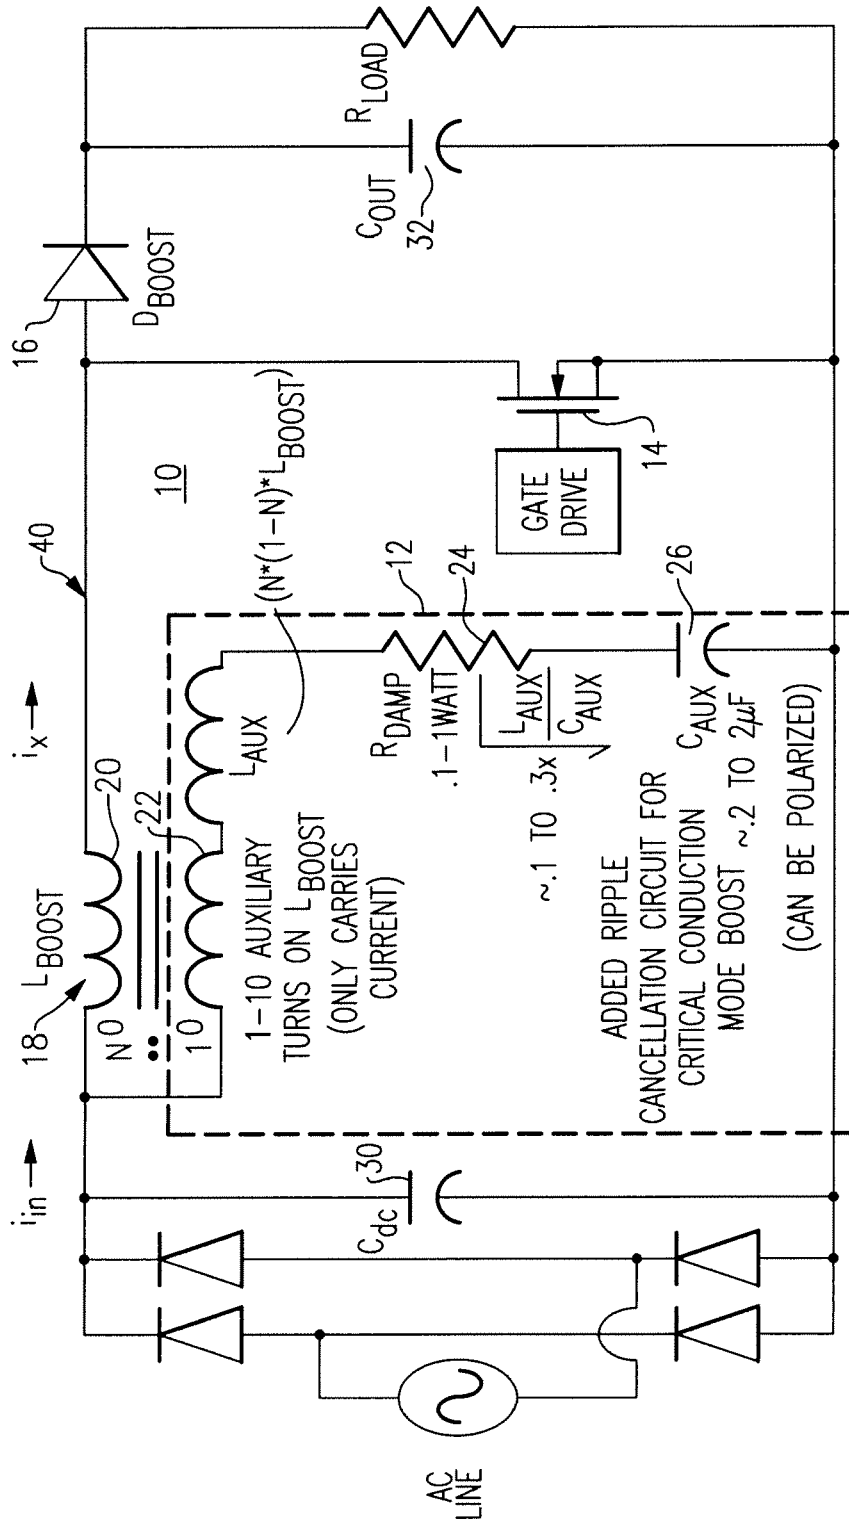 i_in
i_x
40
16
D_BOOST
18
L_BOOST
20
N^O
1^O
22
L_AUX
(N*(1-N)*L_BOOST)
10
1-10 AUXILIARY
TURNS ON L_BOOST
(ONLY CARRIES
CURRENT)
12
C_dc
30
R_DAMP
24
.1-1WATT
~.1 TO .3x √(L_AUX/C_AUX)
ADDED RIPPLE
CANCELLATION CIRCUIT FOR
CRITICAL CONDUCTION
MODE BOOST
C_AUX
26
~.2 TO 2μF
(CAN BE POLARIZED)
GATE
DRIVE
14
C_OUT
32
R_LOAD
AC
LINE